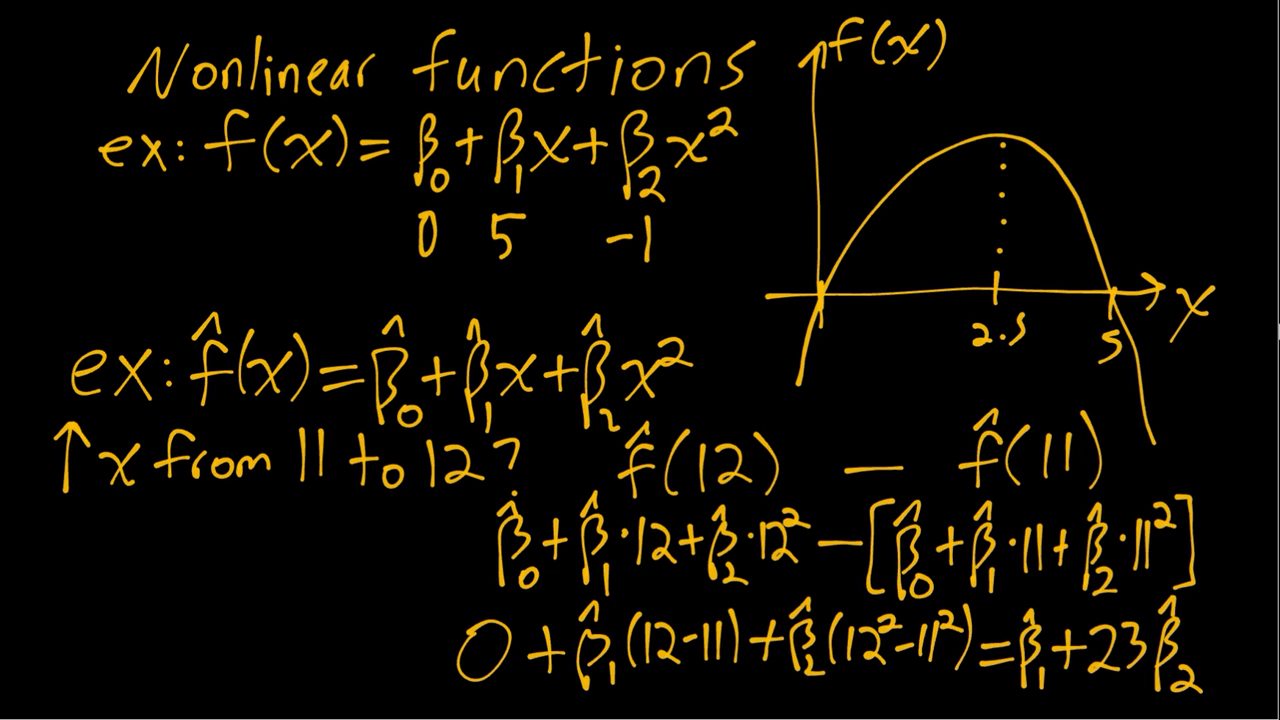 Nonlinear functions
ex: f(x) = β₀ + β₁x + β₂x²
0 5 -1
f(x)
x
2.5
5
ex: f̂(x) = β̂₀ + β̂₁x + β̂₂x²
↑x from 11 to 12? f̂(12) — f̂(11)
β̂₀ + β̂₁·12 + β̂₂·12² — [β̂₀ + β̂₁·11 + β̂₂·11²]
0 + β̂₁(12-11) + β̂₂(12²-11²) = β̂₁ + 23β̂₂